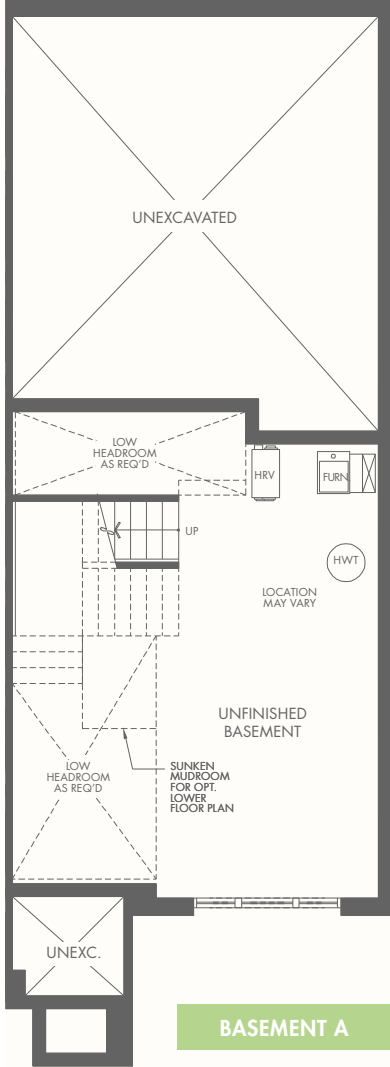 UNEXCAVATED
LOW
HEADROOM
AS REQ'D
HRV
FURN.
UP
HWT
LOCATION
MAY VARY
UNFINISHED
BASEMENT
LOW
HEADROOM
AS REQ'D
SUNKEN
MUDROOM
FOR OPT.
LOWER
FLOOR PLAN
UNEXC.
BASEMENT A